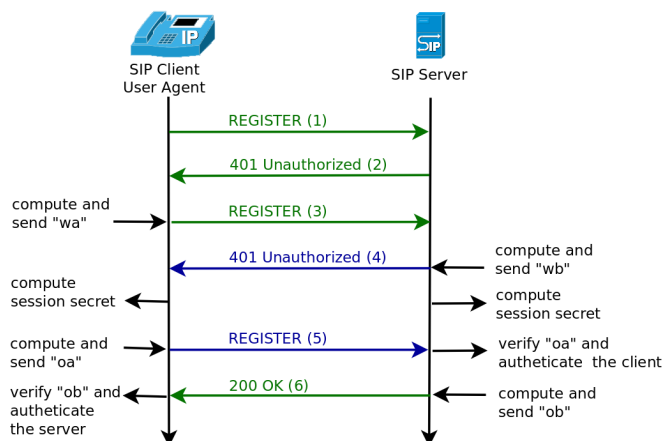 IP
SIP
SIP Client
User Agent
SIP Server
REGISTER (1)
401 Unauthorized (2)
compute and
send "wa"
REGISTER (3)
401 Unauthorized (4)
compute and
send "wb"
compute
session secret
compute
session secret
compute and
send "oa"
REGISTER (5)
verify "oa" and
autheticate the client
verify "ob" and
autheticate
the server
200 OK (6)
compute and
send "ob"